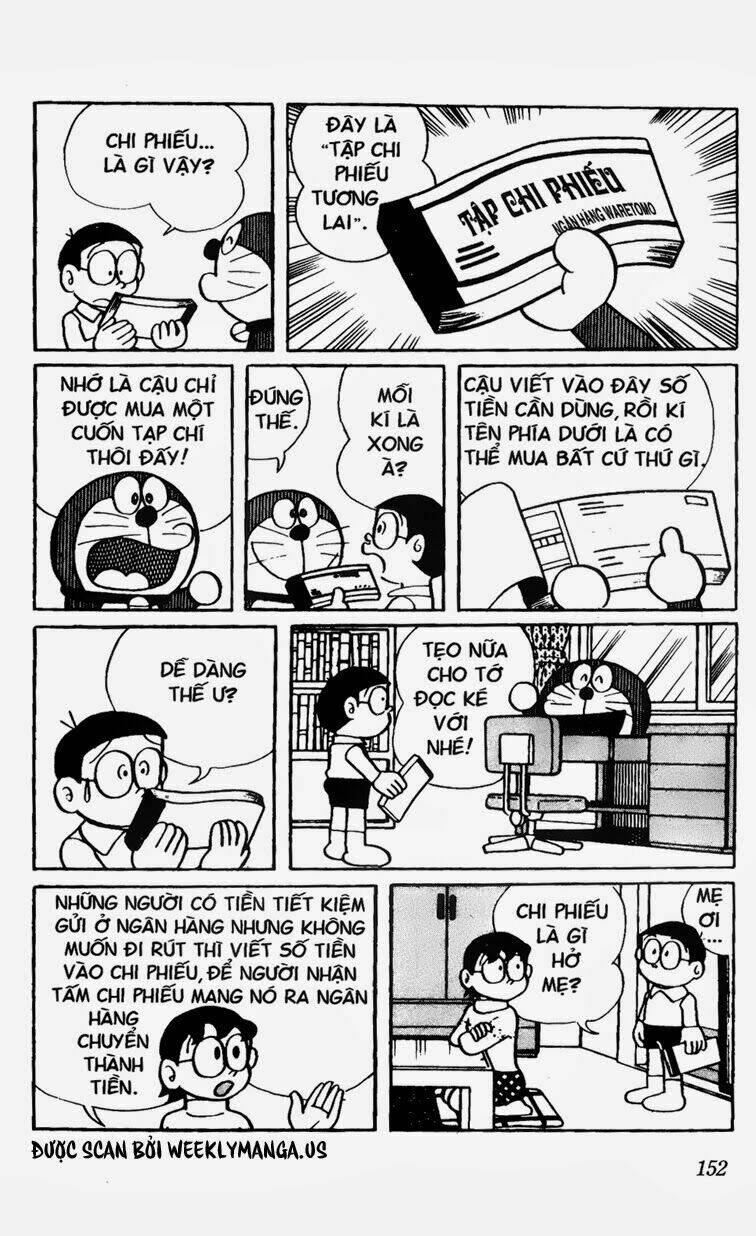 ĐÂY LÀ
"TẬP CHI
PHIẾU
TƯƠNG
LAI".
TẬP CHI PHIẾU
NGÂN HÀNG WARETOMO
CHI PHIẾU...
LÀ GÌ VẬY?
CẬU VIẾT VÀO ĐÂY SỐ
TIỀN CẦN DÙNG, RỒI KÍ
TÊN PHÍA DƯỚI LÀ CÓ
THỂ MUA BẤT CỨ THỨ GÌ.
MỖI
KÍ LÀ
XONG
À?
ĐÚNG
THẾ.
NHỚ LÀ CẬU CHỈ
ĐƯỢC MUA MỘT
CUỐN TẠP CHÍ
THÔI ĐẤY!
TẸO NỮA
CHO TỚ
ĐỌC KÉ
VỚI
NHÉ!
DỄ DÀNG
THẾ Ư?
MẸ
ƠI
...
CHI PHIẾU
LÀ GÌ
HỞ
MẸ?
NHỮNG NGƯỜI CÓ TIỀN TIẾT KIỆM
GỬI Ở NGÂN HÀNG NHƯNG KHÔNG
MUỐN ĐI RÚT THÌ VIẾT SỐ TIỀN
VÀO CHI PHIẾU, ĐỂ NGƯỜI NHẬN
TẤM CHI PHIẾU MANG NÓ RA NGÂN
HÀNG
CHUYỂN
THÀNH
TIỀN.
ĐƯỢC SCAN BỞI WEEKLYMANGA.US
152